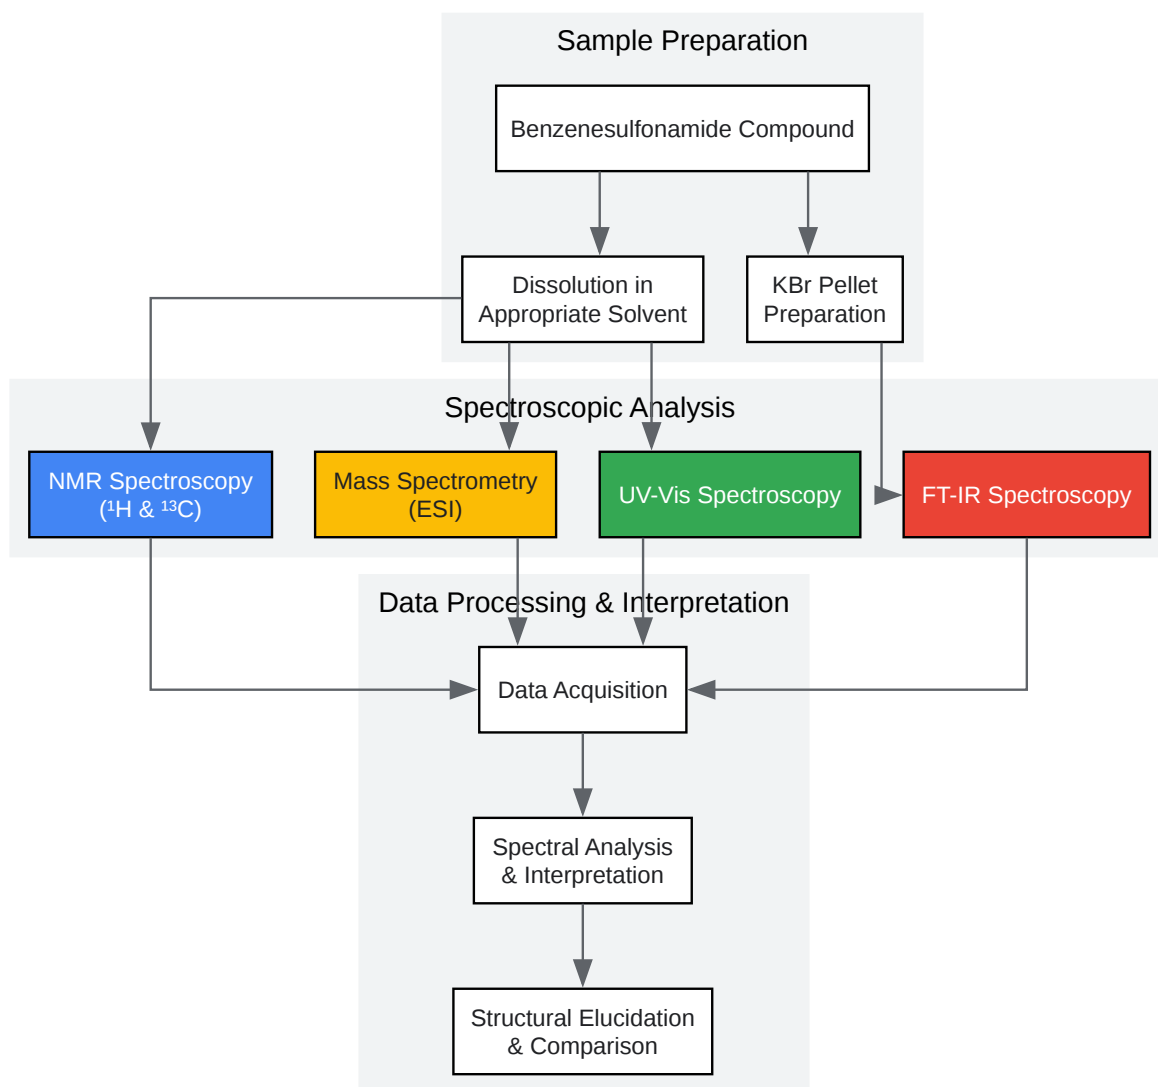 Sample Preparation
Benzenesulfonamide Compound
Dissolution in
Appropriate Solvent
KBr Pellet
Preparation
Spectroscopic Analysis
NMR Spectroscopy
(¹H & ¹³C)
Mass Spectrometry
(ESI)
UV-Vis Spectroscopy
FT-IR Spectroscopy
Data Processing & Interpretation
Data Acquisition
Spectral Analysis
& Interpretation
Structural Elucidation
& Comparison